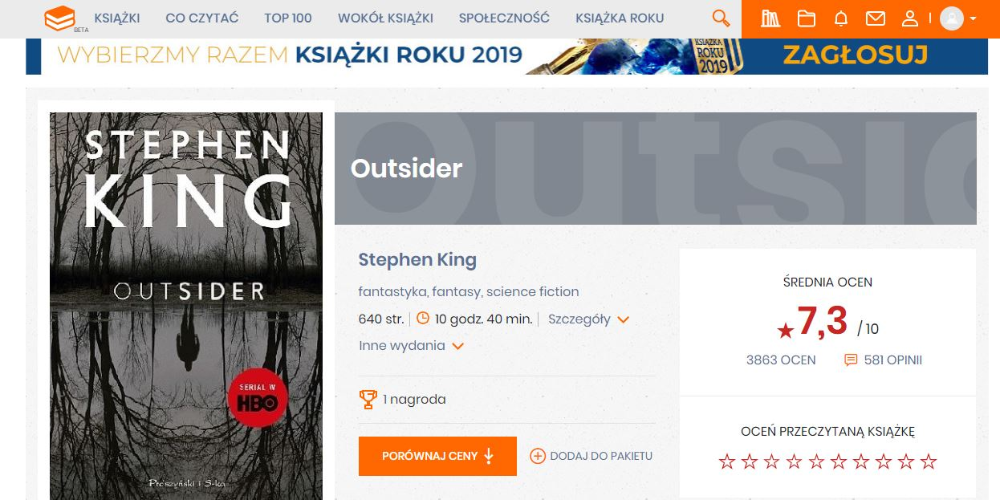 BETA
KSIĄŻKI CO CZYTAĆ TOP 100 WOKÓŁ KSIĄŻKI SPOŁECZNOŚĆ KSIĄŻKA ROKU
WYBIERZMY RAZEM KSIĄŻKI ROKU 2019
KSIĄŻKA
ROKU
2019
ZAGŁOSUJ
STEPHEN
KING
OUTSIDER
SERIAL W
HBO
Prószyński i S-ka
Outsid
Outsider
Stephen King
fantastyka, fantasy, science fiction
640 str. 10 godz. 40 min. Szczegóły
Inne wydania
1 nagroda
PORÓWNAJ CENY DODAJ DO PAKIETU
ŚREDNIA OCEN
7,3 / 10
3863 OCEN 581 OPINII
OCEŃ PRZECZYTANĄ KSIĄŻKĘ